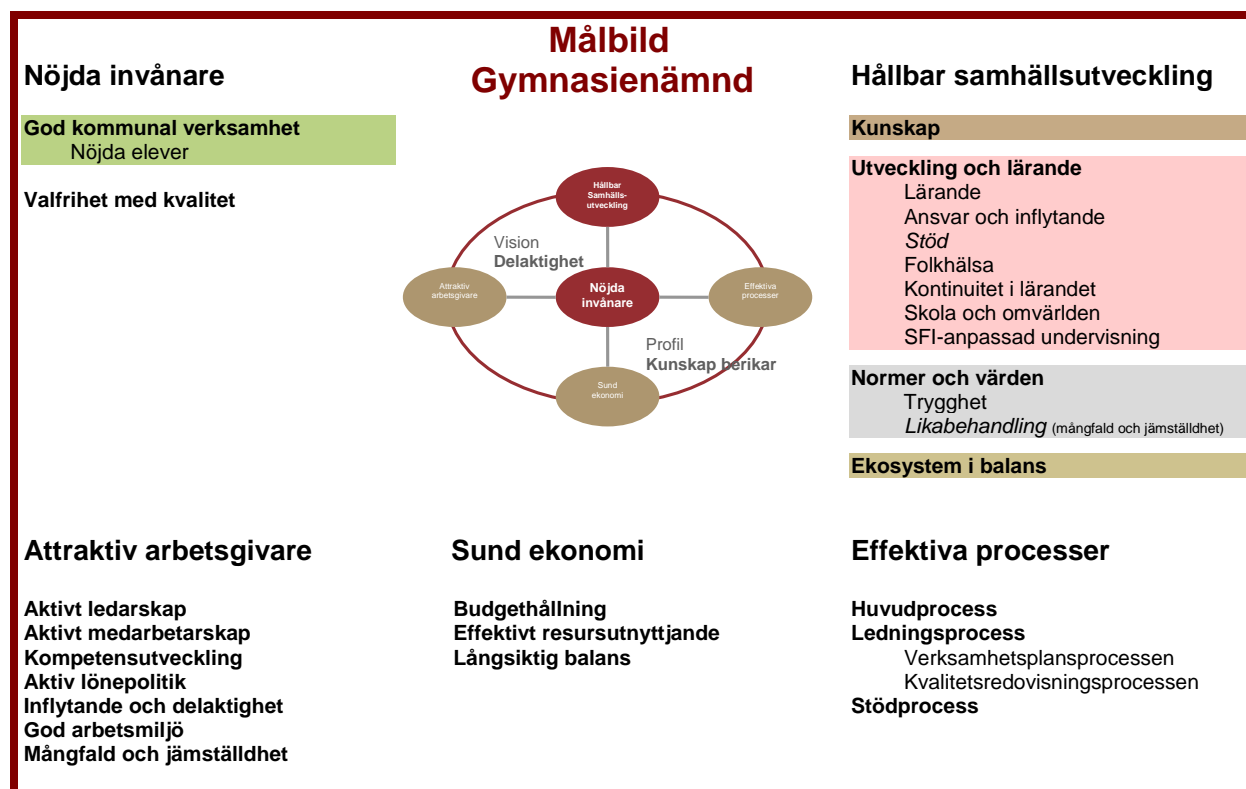 Målbild
Gymnasienämnd
Nöjda invånare
God kommunal verksamhet
Nöjda elever
Valfrihet med kvalitet
Hållbar
Samhälls-
utveckling
Vision
Delaktighet
Attraktiv
arbetsgivare
Nöjda
invånare
Effektiva
processer
Profil
Kunskap berikar
Sund
ekonomi
Hållbar samhällsutveckling
Kunskap
Utveckling och lärande
Lärande
Ansvar och inflytande
Stöd
Folkhälsa
Kontinuitet i lärandet
Skola och omvärlden
SFI-anpassad undervisning
Normer och värden
Trygghet
Likabehandling (mångfald och jämställdhet)
Ekosystem i balans
Attraktiv arbetsgivare
Aktivt ledarskap
Aktivt medarbetarskap
Kompetensutveckling
Aktiv lönepolitik
Inflytande och delaktighet
God arbetsmiljö
Mångfald och jämställdhet
Sund ekonomi
Budgethållning
Effektivt resursutnyttjande
Långsiktig balans
Effektiva processer
Huvudprocess
Ledningsprocess
Verksamhetsplansprocessen
Kvalitetsredovisningsprocessen
Stödprocess